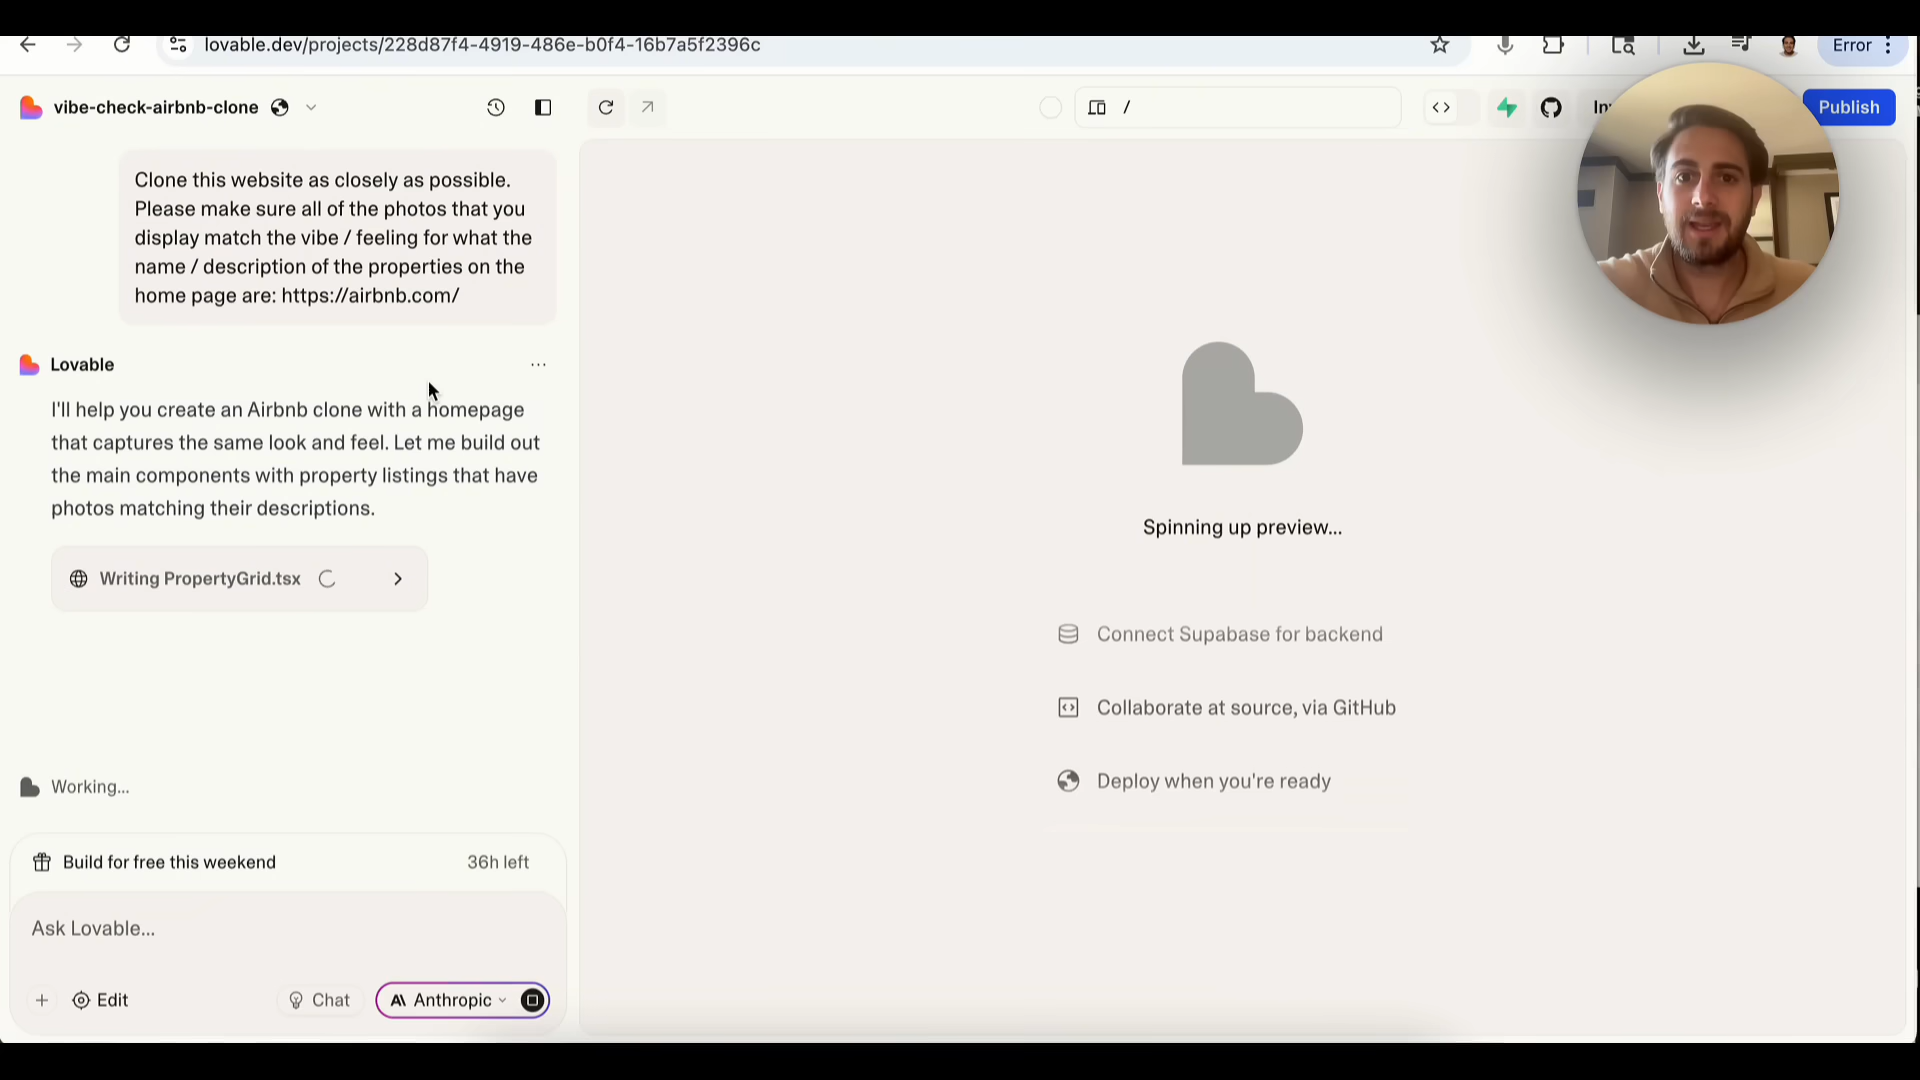 lovable.dev/projects/228d87f4-4919-486e-b0f4-16b7a5f2396c
Error
vibe-check-airbnb-clone
/
Publish
Clone this website as closely as possible.
Please make sure all of the photos that you
display match the vibe / feeling for what the
name / description of the properties on the
home page are: https://airbnb.com/
Lovable
I'll help you create an Airbnb clone with a homepage
that captures the same look and feel. Let me build out
the main components with property listings that have
photos matching their descriptions.
Writing PropertyGrid.tsx
Working...
Build for free this weekend
36h left
Ask Lovable...
Edit
Chat
Anthropic
Spinning up preview...
Connect Supabase for backend
Collaborate at source, via GitHub
Deploy when you're ready